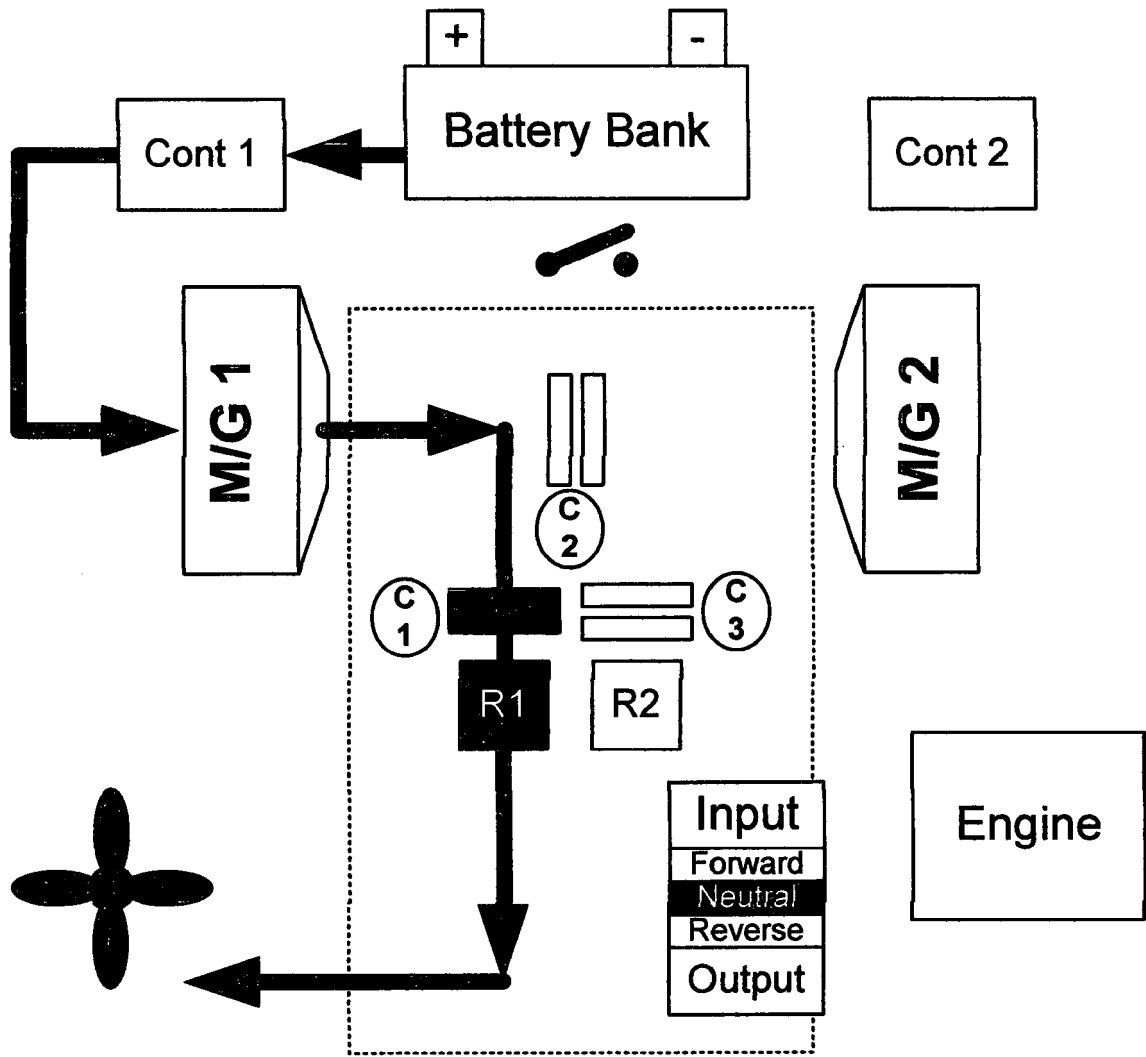 +
-
Battery Bank
Cont 1
Cont 2
M/G 1
M/G 2
C
2
C
1
C
3
R1
R2
Input
Forward
Neutral
Reverse
Output
Engine